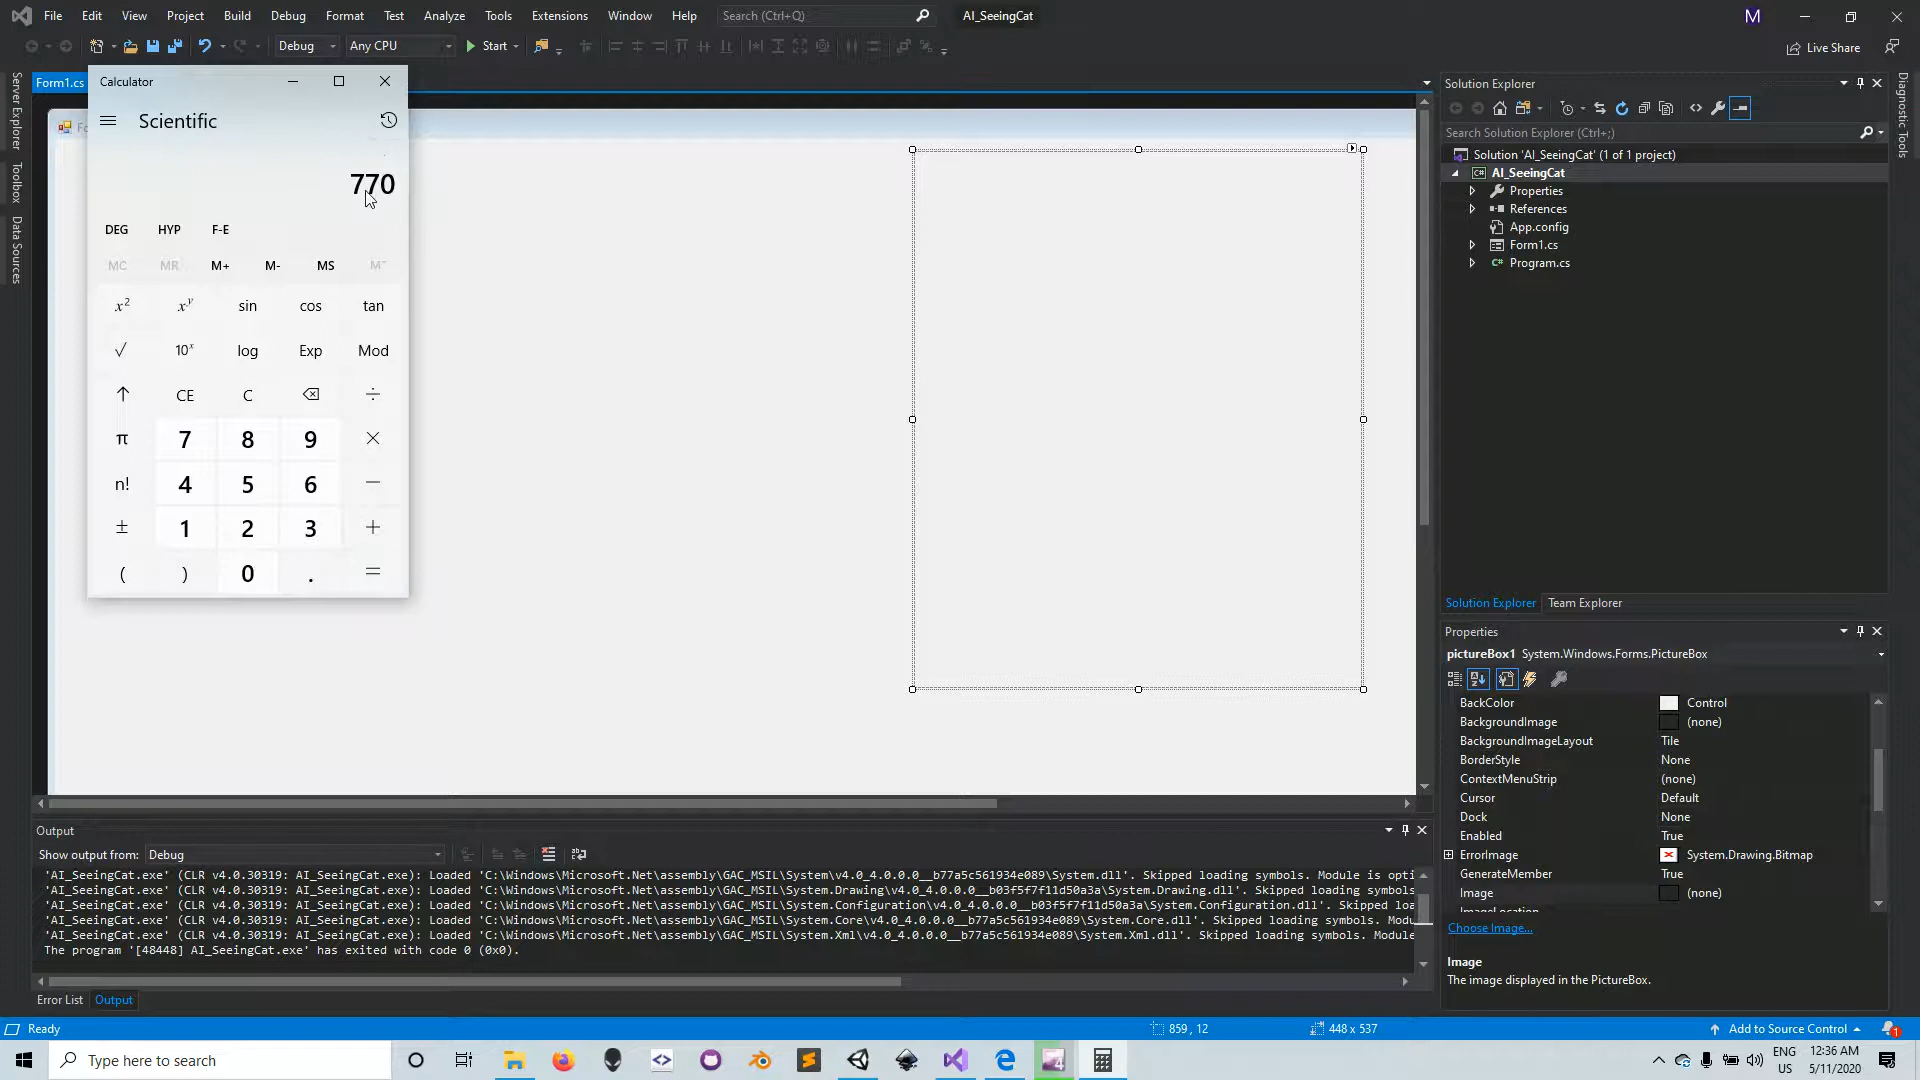 File Edit View Project Build Debug Format Test Analyze Tools Extensions Window Help Search (Ctrl+Q) AI_SeeingCat M
Debug Any CPU Start Live Share
Server Explorer
Toolbox
Data Sources
Form1.cs
Calculator
Scientific
770
DEG HYP F-E
MC MR M+ M- MS
x² xʸ sin cos tan
√ 10ˣ log Exp Mod
↑ CE C ÷
π 7 8 9 ×
n! 4 5 6 −
± 1 2 3 +
( ) 0 . =
Solution Explorer
Search Solution Explorer (Ctrl+;)
Solution 'AI_SeeingCat' (1 of 1 project)
AI_SeeingCat
Properties
References
App.config
Form1.cs
Program.cs
Diagnostic Tools
Solution Explorer Team Explorer
Properties
pictureBox1 System.Windows.Forms.PictureBox
BackColor Control
BackgroundImage (none)
BackgroundImageLayout Tile
BorderStyle None
ContextMenuStrip (none)
Cursor Default
Dock None
Enabled True
ErrorImage System.Drawing.Bitmap
GenerateMember True
Image (none)
Choose Image...
Image
The image displayed in the PictureBox.
Output
Show output from: Debug
'AI_SeeingCat.exe' (CLR v4.0.30319: AI_SeeingCat.exe): Loaded 'C:\Windows\Microsoft.Net\assembly\GAC_MSIL\System\v4.0_4.0.0.0__b77a5c561934e089\System.dll'. Skipped loading symbols. Module is opti
'AI_SeeingCat.exe' (CLR v4.0.30319: AI_SeeingCat.exe): Loaded 'C:\Windows\Microsoft.Net\assembly\GAC_MSIL\System.Drawing\v4.0_4.0.0.0__b03f5f7f11d50a3a\System.Drawing.dll'. Skipped loading symbols
'AI_SeeingCat.exe' (CLR v4.0.30319: AI_SeeingCat.exe): Loaded 'C:\Windows\Microsoft.Net\assembly\GAC_MSIL\System.Configuration\v4.0_4.0.0.0__b03f5f7f11d50a3a\System.Configuration.dll'. Skipped loa
'AI_SeeingCat.exe' (CLR v4.0.30319: AI_SeeingCat.exe): Loaded 'C:\Windows\Microsoft.Net\assembly\GAC_MSIL\System.Core\v4.0_4.0.0.0__b77a5c561934e089\System.Core.dll'. Skipped loading symbols. Modu
'AI_SeeingCat.exe' (CLR v4.0.30319: AI_SeeingCat.exe): Loaded 'C:\Windows\Microsoft.Net\assembly\GAC_MSIL\System.Xml\v4.0_4.0.0.0__b77a5c561934e089\System.Xml.dll'. Skipped loading symbols. Module
The program '[48448] AI_SeeingCat.exe' has exited with code 0 (0x0).
Error List Output
Ready 859 , 12 448 x 537 Add to Source Control 1
Type here to search
ENG
US
12:36 AM
5/11/2020